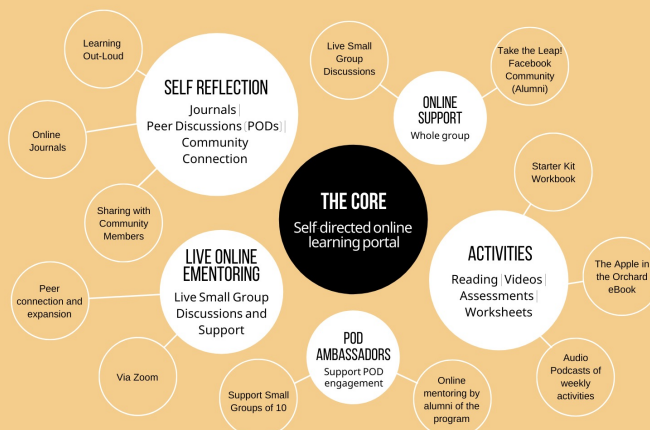 Learning
Out-Loud
SELF REFLECTION
Journals|
Peer Discussions (PODs)||
Community
Connection
Online
Journals
Sharing with
Community
Members
Live Small
Group
Discussions
Take the Leap!
Facebook
Community
(Alumni)
ONLINE
SUPPORT
Whole group
THE CORE
Self directed online
learning portal
Starter Kit
Workbook
ACTIVITIES
Reading|Videos|
Assessments|
Worksheets
The Apple in
the Orchard
eBook
Audio
Podcasts of
weekly
activities
LIVE ONLINE
EMENTORING
Live Small Group
Discussions and
Support
Peer
connection and
expansion
Via Zoom
POD
AMBASSADORS
Support POD
engagement
Support Small
Groups of 10
Online
mentoring by
alumni of the
program